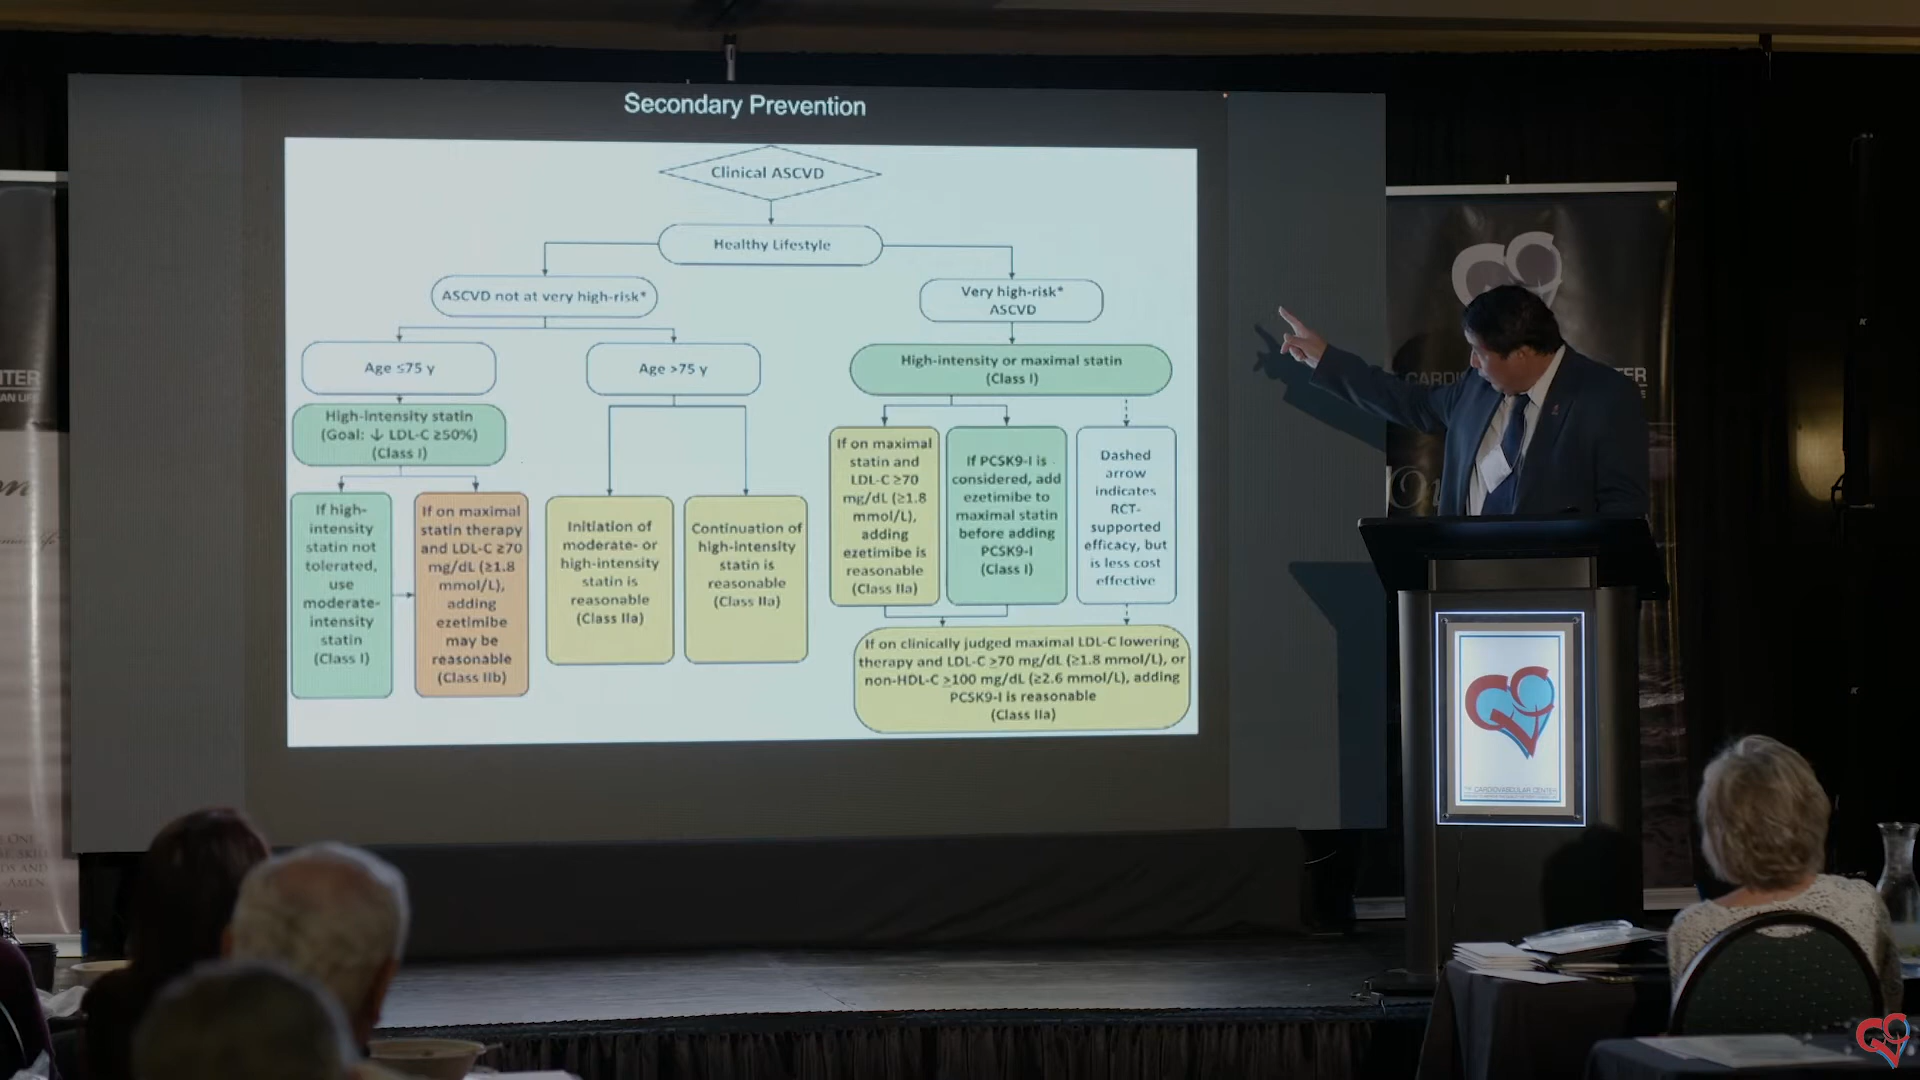 Secondary Prevention
Clinical ASCVD
Healthy Lifestyle
ASCVD not at very high-risk*
Very high-risk*
ASCVD
Age ≤75 y
Age >75 y
High-intensity or maximal statin
(Class I)
High-intensity statin
(Goal: ↓ LDL-C ≥50%)
(Class I)
If high-
intensity
statin not
tolerated,
use
moderate-
intensity
statin
(Class I)
If on maximal
statin therapy
and LDL-C ≥70
mg/dL (≥1.8
mmol/L),
adding
ezetimibe
may be
reasonable
(Class IIb)
Initiation of
moderate- or
high-intensity
statin is
reasonable
(Class IIa)
Continuation of
high-intensity
statin is
reasonable
(Class IIa)
If on maximal
statin and
LDL-C ≥70
mg/dL (≥1.8
mmol/L),
adding
ezetimibe is
reasonable
(Class IIa)
If PCSK9-I is
considered, add
ezetimibe to
maximal statin
before adding
PCSK9-I
(Class I)
Dashed
arrow
indicates
RCT-
supported
efficacy, but
is less cost
effective
If on clinically judged maximal LDL-C lowering
therapy and LDL-C ≥70 mg/dL (≥1.8 mmol/L), or
non-HDL-C ≥100 mg/dL (≥2.6 mmol/L), adding
PCSK9-I is reasonable
(Class IIa)
THE CARDIOVASCULAR CENTER